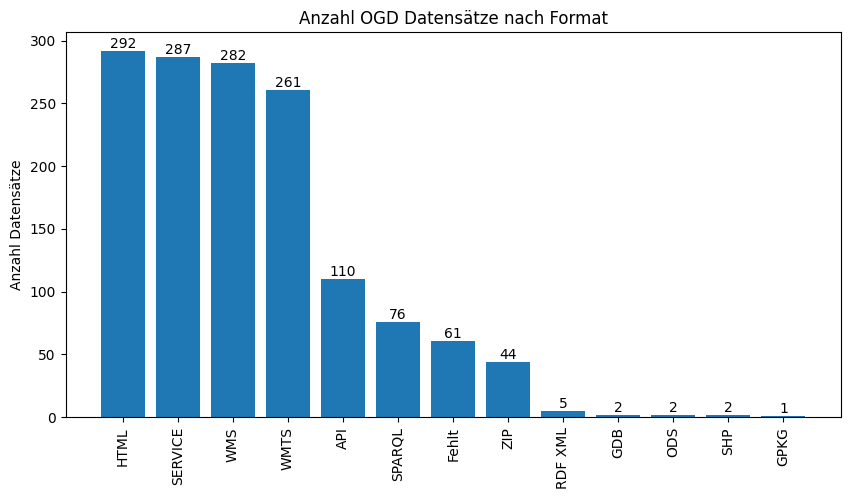 Anzahl OGD Datensätze nach Format
Anzahl Datensätze
300
250
200
150
100
50
0
292
287
282
261
110
76
61
44
5
2
2
2
1
HTML
SERVICE
WMS
WMTS
API
SPARQL
Fehlt
ZIP
RDF XML
GDB
ODS
SHP
GPKG